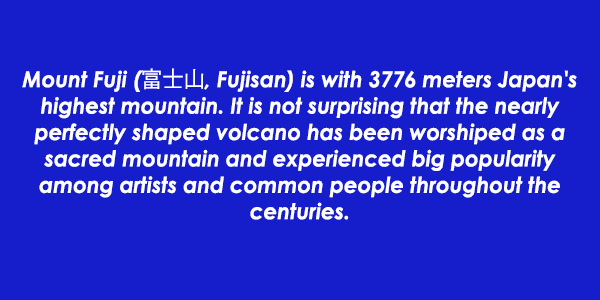 Mount Fuji (富士山, Fujisan) is with 3776 meters Japan's
highest mountain. It is not surprising that the nearly
perfectly shaped volcano has been worshiped as a
sacred mountain and experienced big popularity
among artists and common people throughout the
centuries.